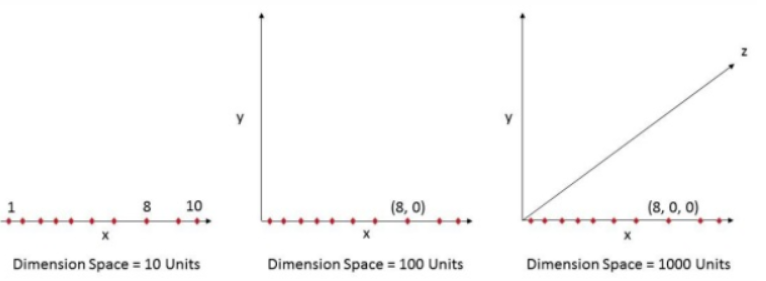 1 8 10
x
Dimension Space = 10 Units
y
(8, 0)
x
Dimension Space = 100 Units
z
y
(8, 0, 0)
x
Dimension Space = 1000 Units